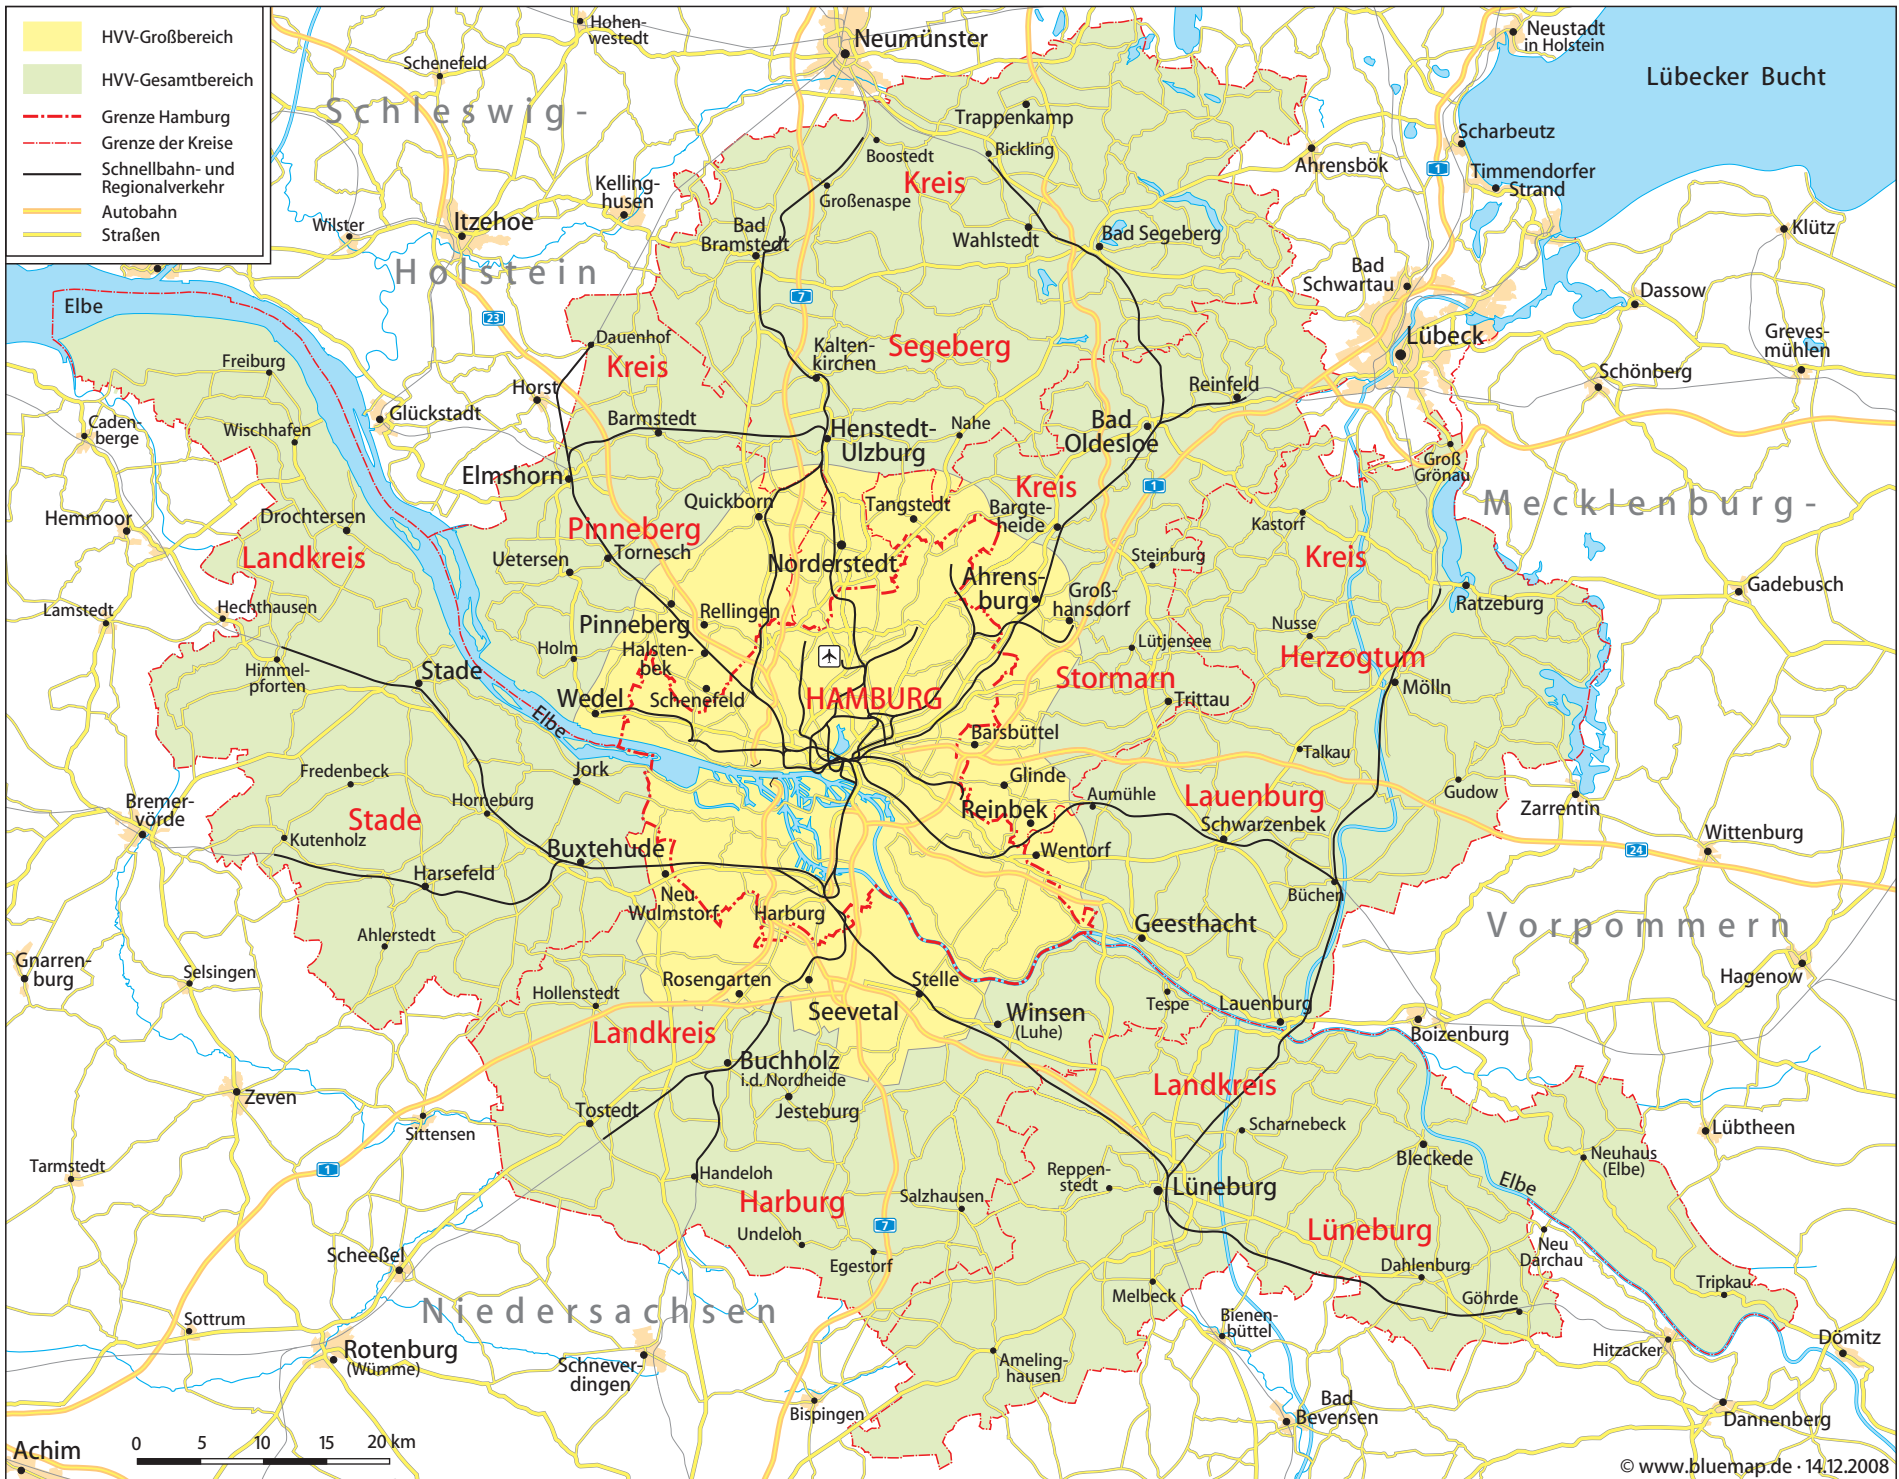 HVV-Großbereich
HVV-Gesamtbereich
Grenze Hamburg
Grenze der Kreise
Schnellbahn- und
Regionalverkehr
Autobahn
Straßen
Hohen-
westedt
Neumünster
Neustadt
in Holstein
Schenefeld
Lübecker Bucht
Schleswig-
Trappenkamp
Scharbeutz
Boostedt
Rickling
Ahrensbök
1
Timmendorfer
Strand
Kelling-
husen
Kreis
Großenaspe
Wilster
Itzehoe
Bad
Bramstedt
Wahlstedt
Bad Segeberg
Klütz
Holstein
Bad
Schwartau
Dassow
Elbe
7
23
Lübeck
Greves-
mühlen
Dauenhof
Kreis
Kalten-
kirchen
Segeberg
Freiburg
Horst
Reinfeld
Schönberg
Glückstadt
Barmstedt
Henstedt-
Ulzburg
Nahe
Bad
Oldesloe
Caden-
berge
Wischhafen
Groß
Grönau
Elmshorn
Quickborn
Tangstedt
Kreis
Bargte-
heide
1
Mecklenburg-
Hemmoor
Drochtersen
Pinneberg
Kastorf
Landkreis
Uetersen
Tornesch
Norderstedt
Steinburg
Kreis
Ahrens-
burg
Groß-
hansdorf
Gadebusch
Lamstedt
Hechthausen
Rellingen
Ratzeburg
Pinneberg
Nusse
Himmel-
pforten
Stade
Holm
Halsten-
bek
Lütjensee
Herzogtum
Wedel
Schenefeld
HAMBURG
Stormarn
Trittau
Mölln
Elbe
Barsbüttel
Talkau
Fredenbeck
Jork
Glinde
Gudow
Bremer-
vörde
Horneburg
Aumühle
Lauenburg
Zarrentin
Stade
Reinbek
Schwarzenbek
Wittenburg
Kutenholz
Buxtehude
Wentorf
24
Harsefeld
Büchen
Neu
Wulmstorf
Harburg
Geesthacht
Vorpommern
Ahlerstedt
Gnarren-
burg
Selsingen
Rosengarten
Stelle
Hagenow
Hollenstedt
Tespe
Lauenburg
Seevetal
Winsen
(Luhe)
Landkreis
Boizenburg
Buchholz
i.d. Nordheide
Landkreis
Zeven
Jesteburg
Tostedt
Sittensen
Scharnebeck
Lübtheen
Bleckede
Neuhaus
(Elbe)
Tarmstedt
1
Handeloh
Reppen-
stedt
Lüneburg
Elbe
Harburg
Salzhausen
Undeloh
7
Lüneburg
Scheeßel
Egestorf
Neu
Darchau
Dahlenburg
Melbeck
Göhrde
Tripkau
Niedersachsen
Sottrum
Bienen-
büttel
Rotenburg
(Wümme)
Schnever-
dingen
Ameling-
hausen
Hitzacker
Dömitz
Bispingen
Bad
Bevensen
Dannenberg
Achim
0 5 10 15 20 km
© www.bluemap.de · 14.12.2008